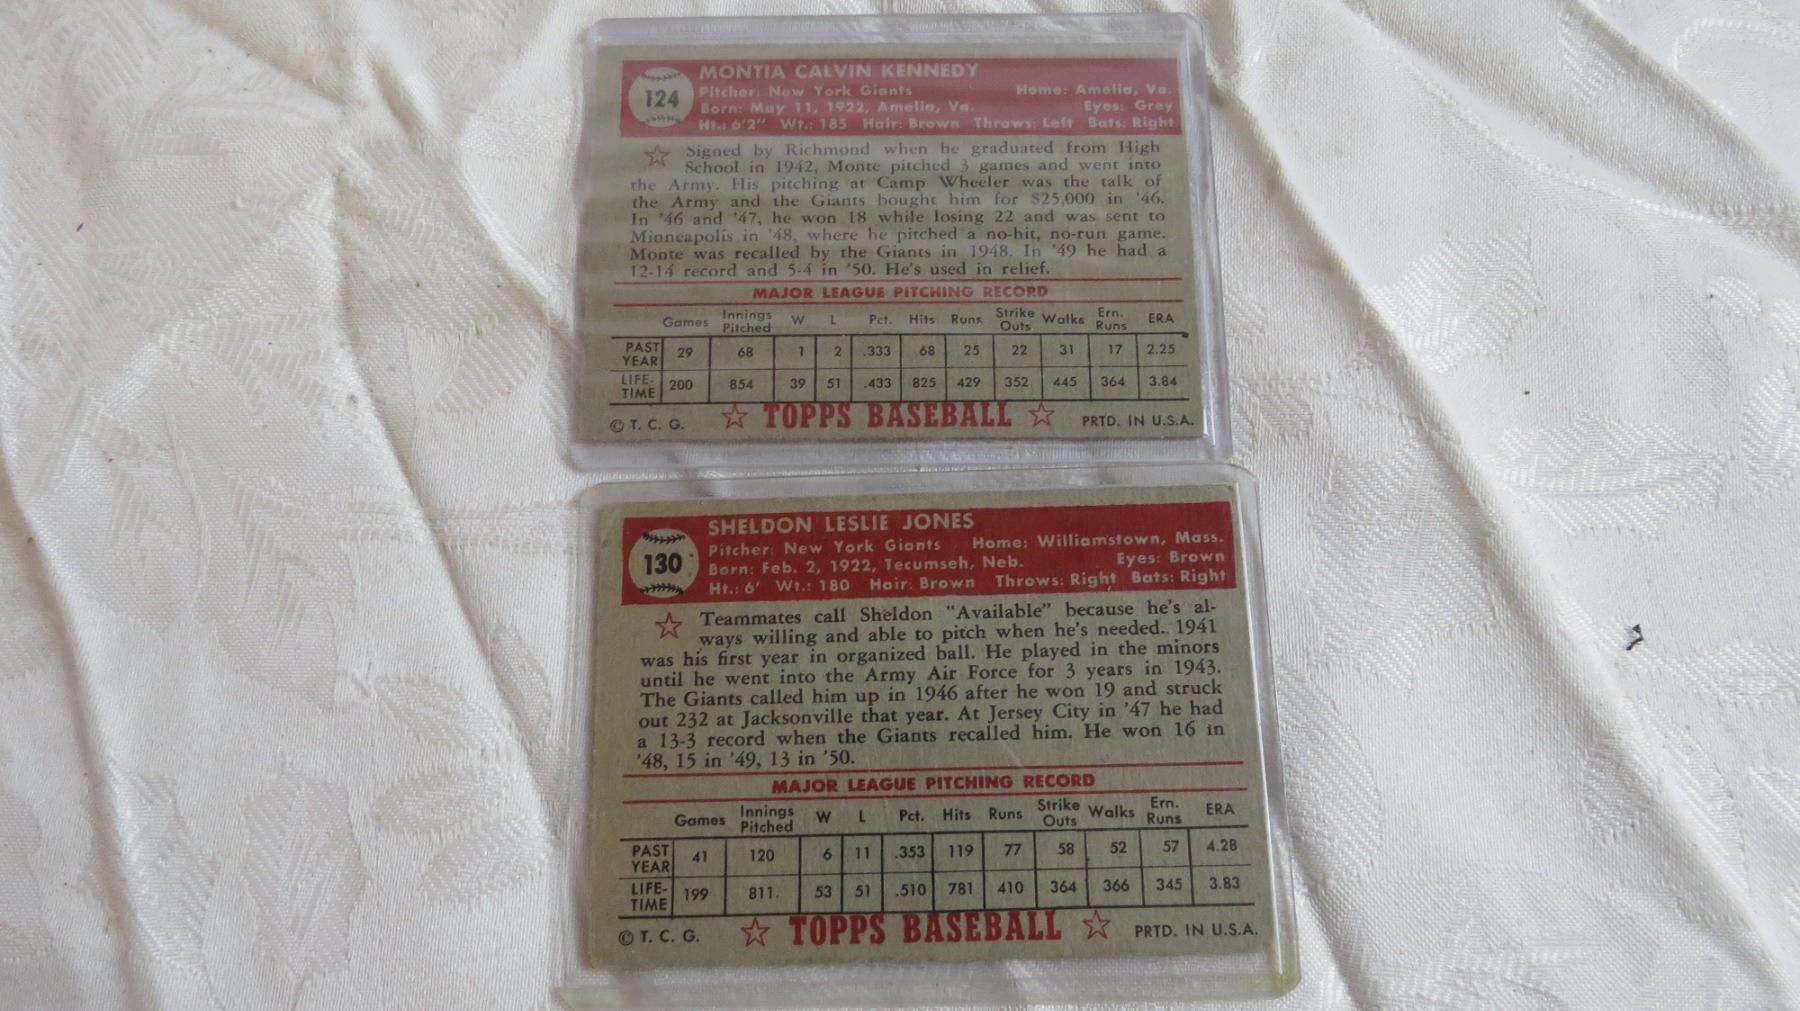 124
MONTIA CALVIN KENNEDY
Pitcher: New York Giants Home: Amelia, Va.
Born: May 11, 1922, Amelia, Va. Eyes: Grey
Ht.: 6'2" Wt.: 185 Hair: Brown Throws: Left Bats: Right
Signed by Richmond when he graduated from High
School in 1942, Monte pitched 3 games and went into
the Army. His pitching at Camp Wheeler was the talk of
the Army and the Giants bought him for $25,000 in '46.
In '46 and '47, he won 18 while losing 22 and was sent to
Minneapolis in '48, where he pitched a no-hit, no-run game.
Monte was recalled by the Giants in 1948. In '49 he had a
12-14 record and 5-4 in '50. He's used in relief.
MAJOR LEAGUE PITCHING RECORD
Games Innings Pitched W L Pct. Hits Runs Strike Outs Walks Ern. Runs ERA
PAST YEAR 29 68 1 2 .333 68 25 22 31 17 2.25
LIFE-TIME 200 854 39 51 .433 825 429 352 445 364 3.84
© T. C. G. TOPPS BASEBALL PRTD. IN U.S.A.
130
SHELDON LESLIE JONES
Pitcher: New York Giants Home: Williamstown, Mass.
Born: Feb. 2, 1922, Tecumseh, Neb. Eyes: Brown
Ht.: 6' Wt.: 180 Hair: Brown Throws: Right Bats: Right
Teammates call Sheldon "Available" because he's al-
ways willing and able to pitch when he's needed. 1941
was his first year in organized ball. He played in the minors
until he went into the Army Air Force for 3 years in 1943.
The Giants called him up in 1946 after he won 19 and struck
out 232 at Jacksonville that year. At Jersey City in '47 he had
a 13-3 record when the Giants recalled him. He won 16 in
'48, 15 in '49, 13 in '50.
MAJOR LEAGUE PITCHING RECORD
Games Innings Pitched W L Pct. Hits Runs Strike Outs Walks Ern. Runs ERA
PAST YEAR 41 120 6 11 .353 119 77 58 52 57 4.28
LIFE-TIME 199 811. 53 51 .510 781 410 364 366 345 3.83
© T. C. G. TOPPS BASEBALL PRTD. IN U.S.A.